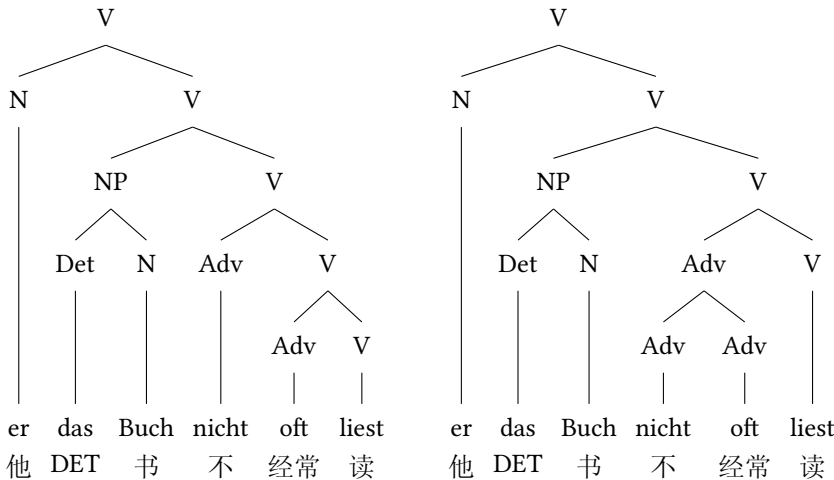 V V
N V N V
NP V NP V
Det N Adv V Det N Adv V
Adv V Adv Adv
er das Buch nicht oft liest er das Buch nicht oft liest
他 DET 书 不 经常 读 他 DET 书 不 经常 读